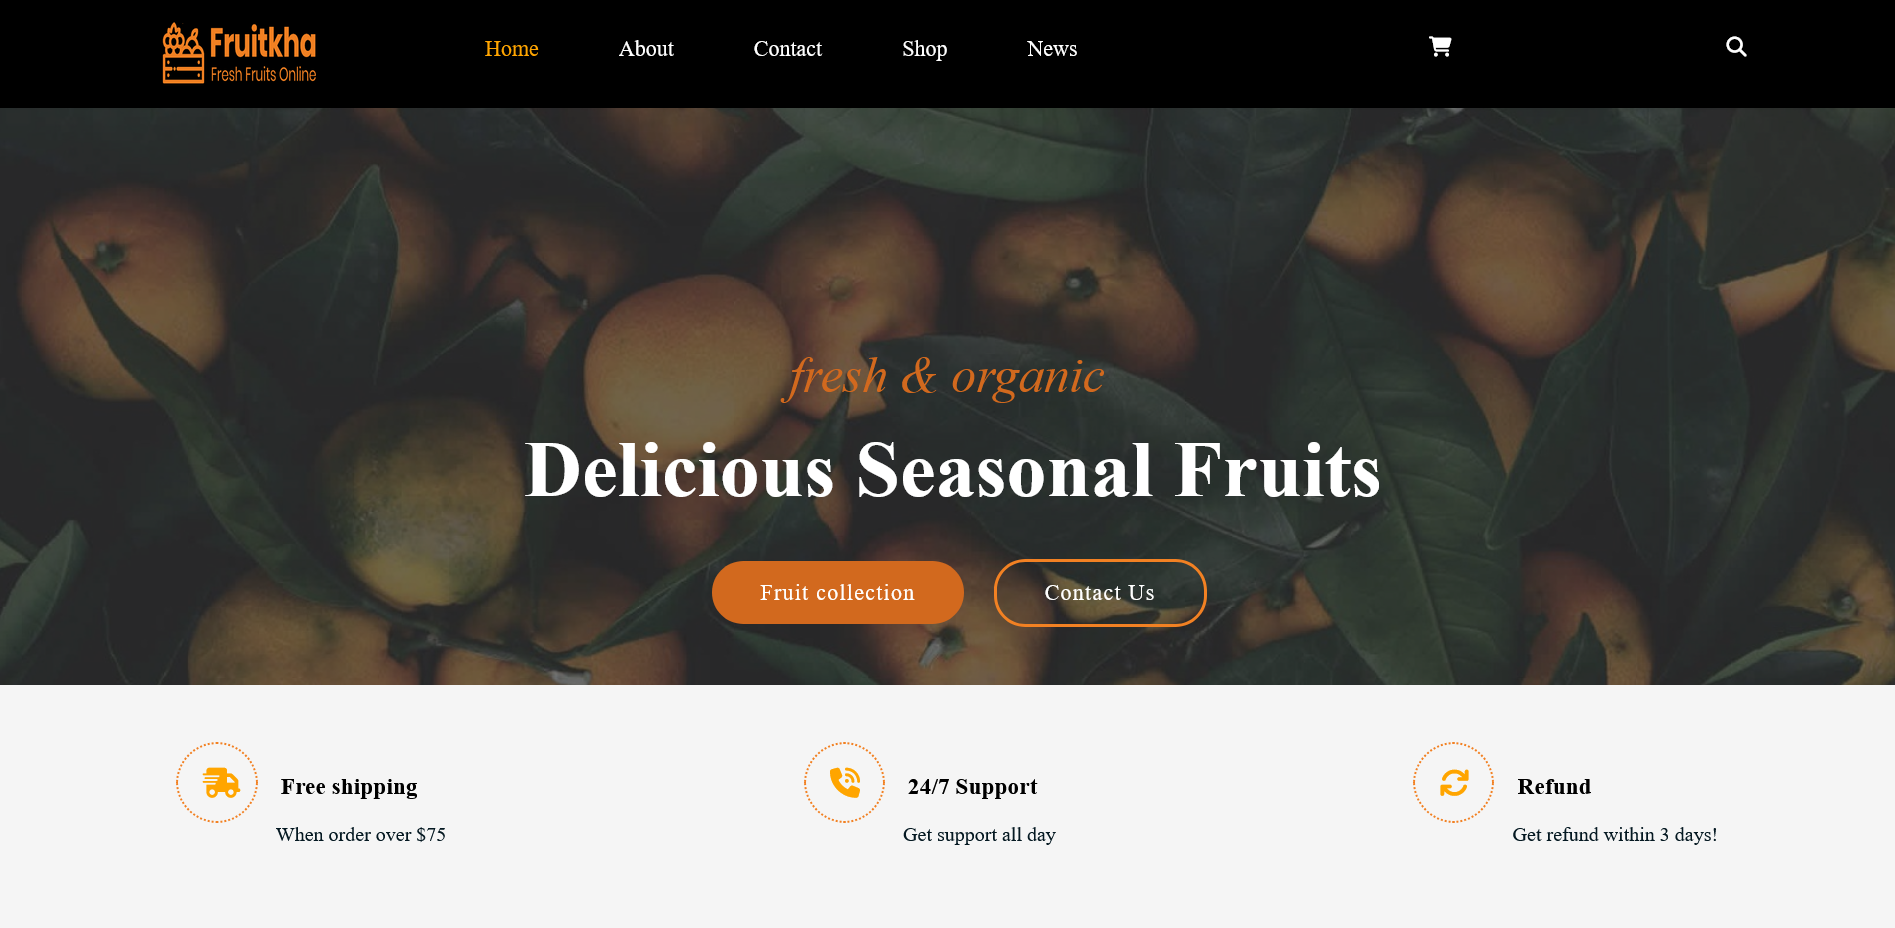 Fruitkha
Fresh Fruits Online
Home About Contact Shop News
fresh & organic
Delicious Seasonal Fruits
Fruit collection Contact Us
Free shipping
When order over $75
24/7 Support
Get support all day
Refund
Get refund within 3 days!